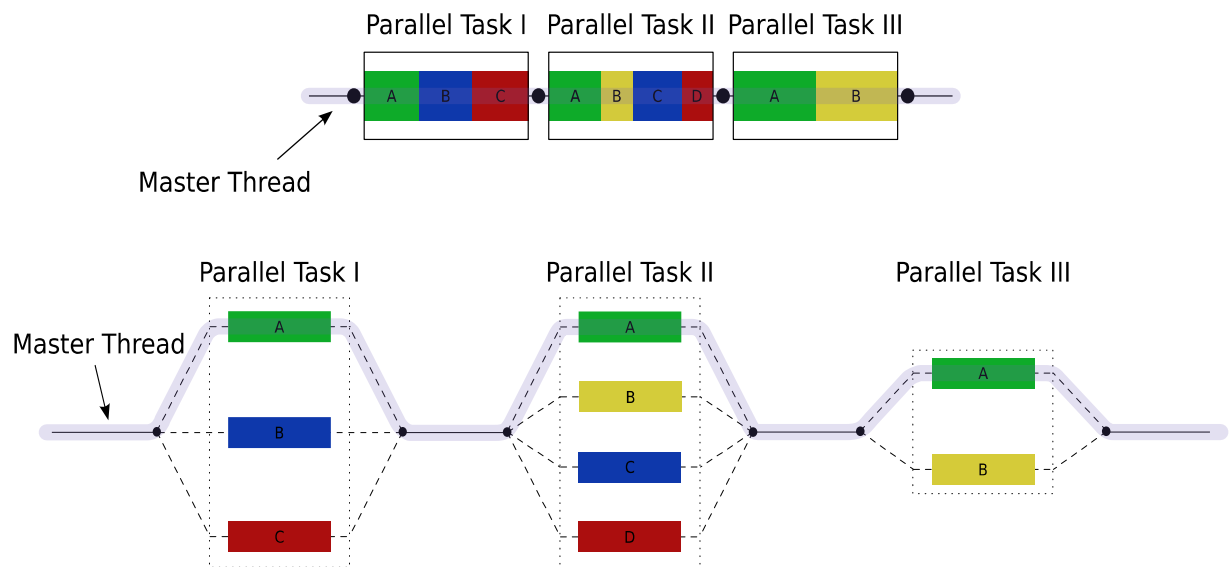 Parallel Task I Parallel Task II Parallel Task III
A B C A B C D A B
Master Thread
Parallel Task I Parallel Task II Parallel Task III
A A
Master Thread
A
B
B
C
B
C D